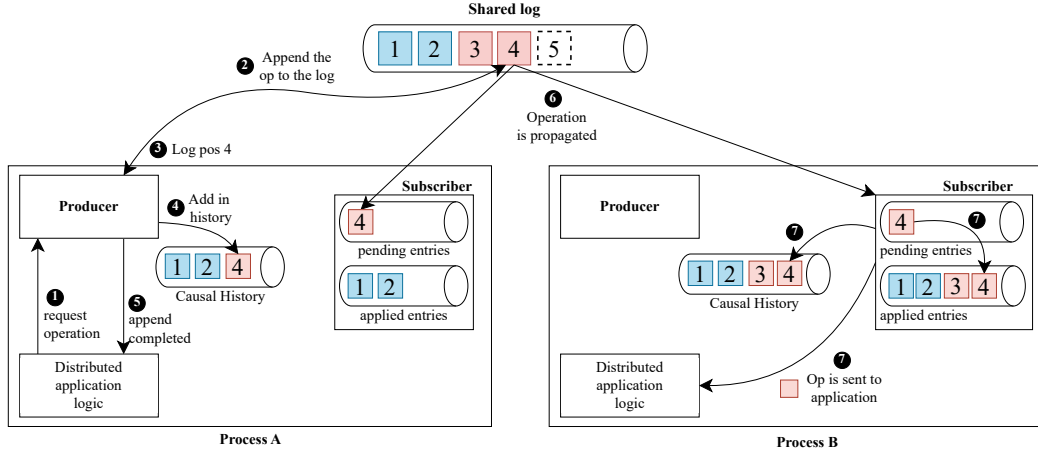 Shared log
1 2 3 4 5
2 Append the
op to the log
6
Operation
is propagated
3 Log pos 4
Producer
4 Add in
history
1 2 4
Causal History
1
request
operation
5
append
completed
Distributed
application
logic
Subscriber
4
pending entries
1 2
applied entries
Process A
Producer
7
1 2 3 4
Causal History
Subscriber
4 7
pending entries
1 2 3 4
applied entries
Distributed
application
logic
7
Op is sent to
application
Process B